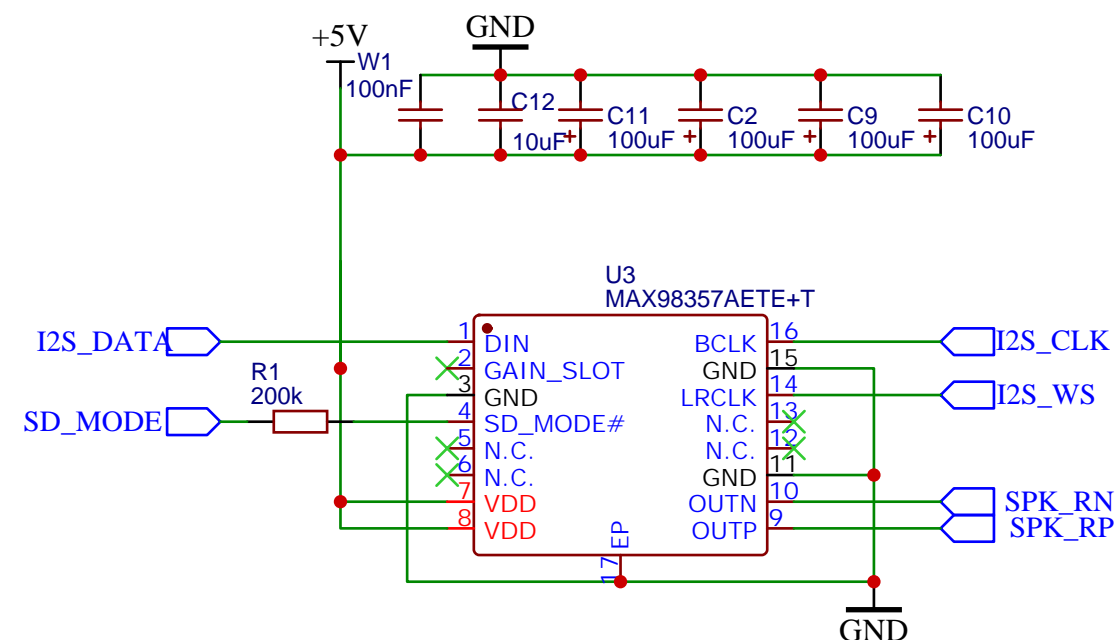 GND
+5V
W1
100nF
C12
10uF
+
C11
100uF
+
C2
100uF
+
C9
100uF
+
C10
100uF
U3
MAX98357AETE+T
I2S_DATA
1
DIN
16
BCLK
I2S_CLK
2
GAIN_SLOT
15
GND
R1
200k
3
GND
14
LRCLK
I2S_WS
SD_MODE
4
SD_MODE#
13
N.C.
5
N.C.
12
N.C.
6
N.C.
11
GND
7
VDD
10
OUTN
SPK_RN
8
VDD
9
OUTP
SPK_RP
EP
17
GND